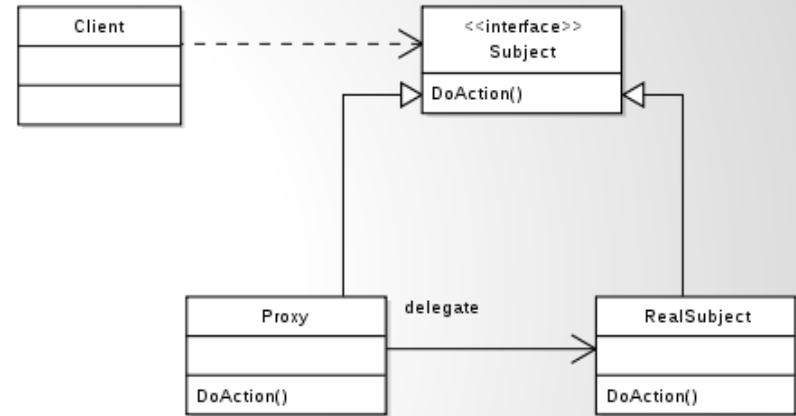 Client
<<interface>>
Subject
DoAction()
delegate
Proxy
RealSubject
DoAction()
DoAction()